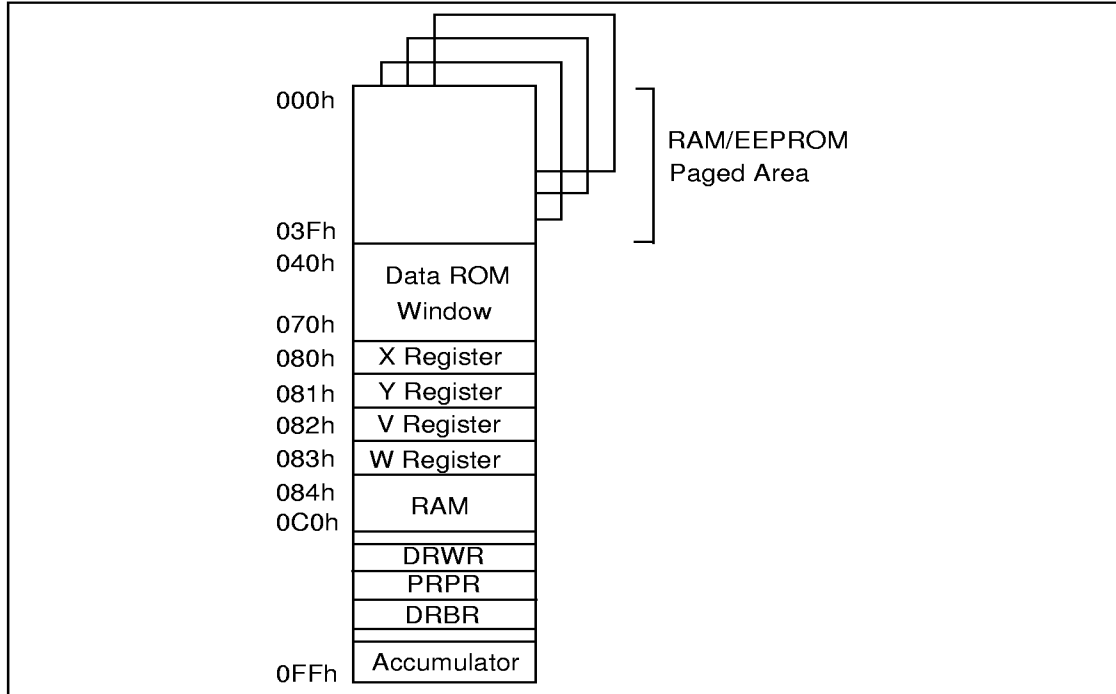 000h
RAM/EEPROM
Paged Area
03Fh
040h
Data ROM
Window
070h
080h
X Register
081h
Y Register
082h
V Register
083h
W Register
084h
RAM
0C0h
DRWR
PRPR
DRBR
Accumulator
0FFh